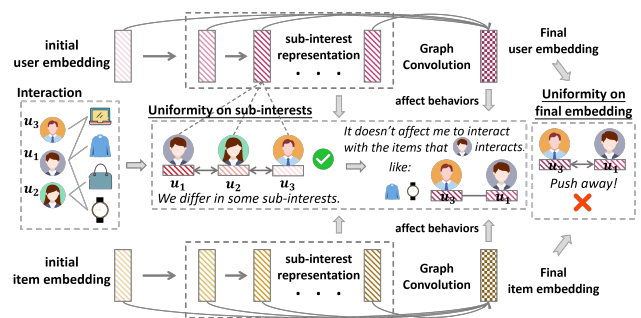 initial
user embedding
sub-interest
representation
. . .
Graph
Convolution
Final
user embedding
Interaction
u3
u1
u2
Uniformity on sub-interests
u1
u2
u3
We differ in some sub-interests.
affect behaviors
It doesn't affect me to interact
with the items that interacts.
like:
u3
u1
Uniformity on
final embedding
u3
u1
Push away!
affect behaviors
initial
item embedding
sub-interest
representation
. . .
Graph
Convolution
Final
item embedding